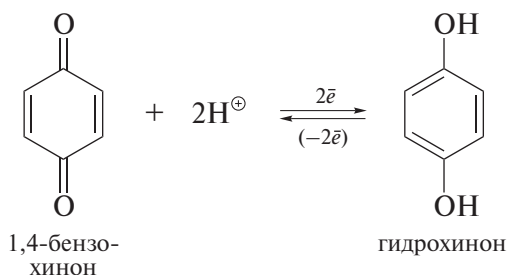 O
OH
+ 2H⊕
2ē
(−2ē)
O
OH
1,4-бензо-
хинон
гидрохинон